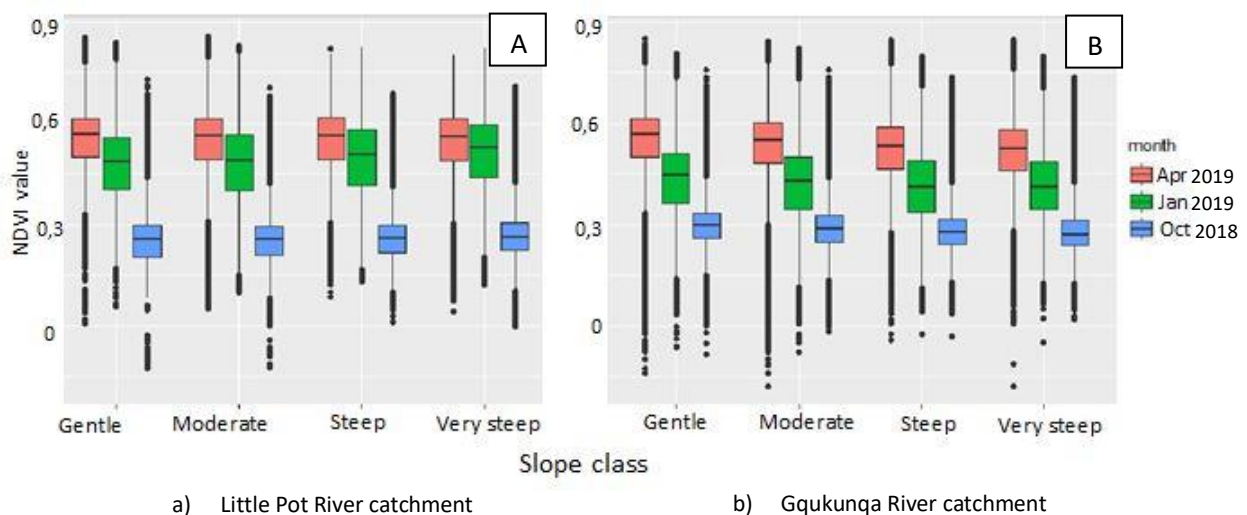 A
B
0,9
0,6
0,3
0
NDVI value
0,9
0,6
0,3
0
month
Apr 2019
Jan 2019
Oct 2018
Gentle Moderate Steep Very steep
Gentle Moderate Steep Very steep
Slope class
a) Little Pot River catchment
b) Gqukunqa River catchment